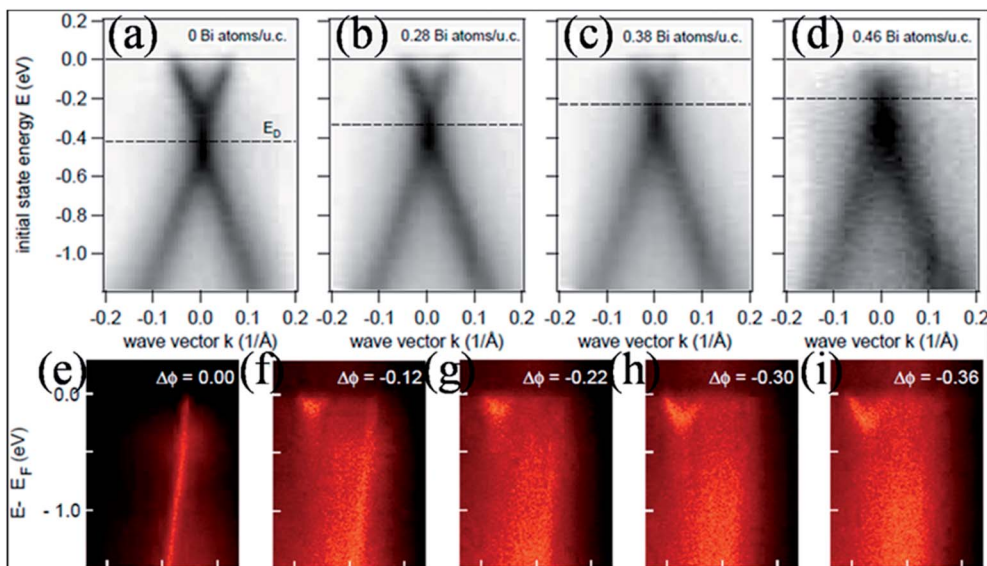 (a) 0 Bi atoms/u.c.
(b) 0.28 Bi atoms/u.c.
(c) 0.38 Bi atoms/u.c.
(d) 0.46 Bi atoms/u.c.
initial state energy E (eV)
0.2
0.0
-0.2
-0.4
-0.6
-0.8
-1.0
E_D
-0.2 -0.1 0.0 0.1 0.2
-0.2 -0.1 0.0 0.1 0.2
-0.2 -0.1 0.0 0.1 0.2
-0.2 -0.1 0.0 0.1 0.2
wave vector k (1/Å)
wave vector k (1/Å)
wave vector k (1/Å)
wave vector k (1/Å)
(e) Δϕ = 0.00
(f) Δϕ = -0.12
(g) Δϕ = -0.22
(h) Δϕ = -0.30
(i) Δϕ = -0.36
E- E_F (eV)
0.0
- 1.0